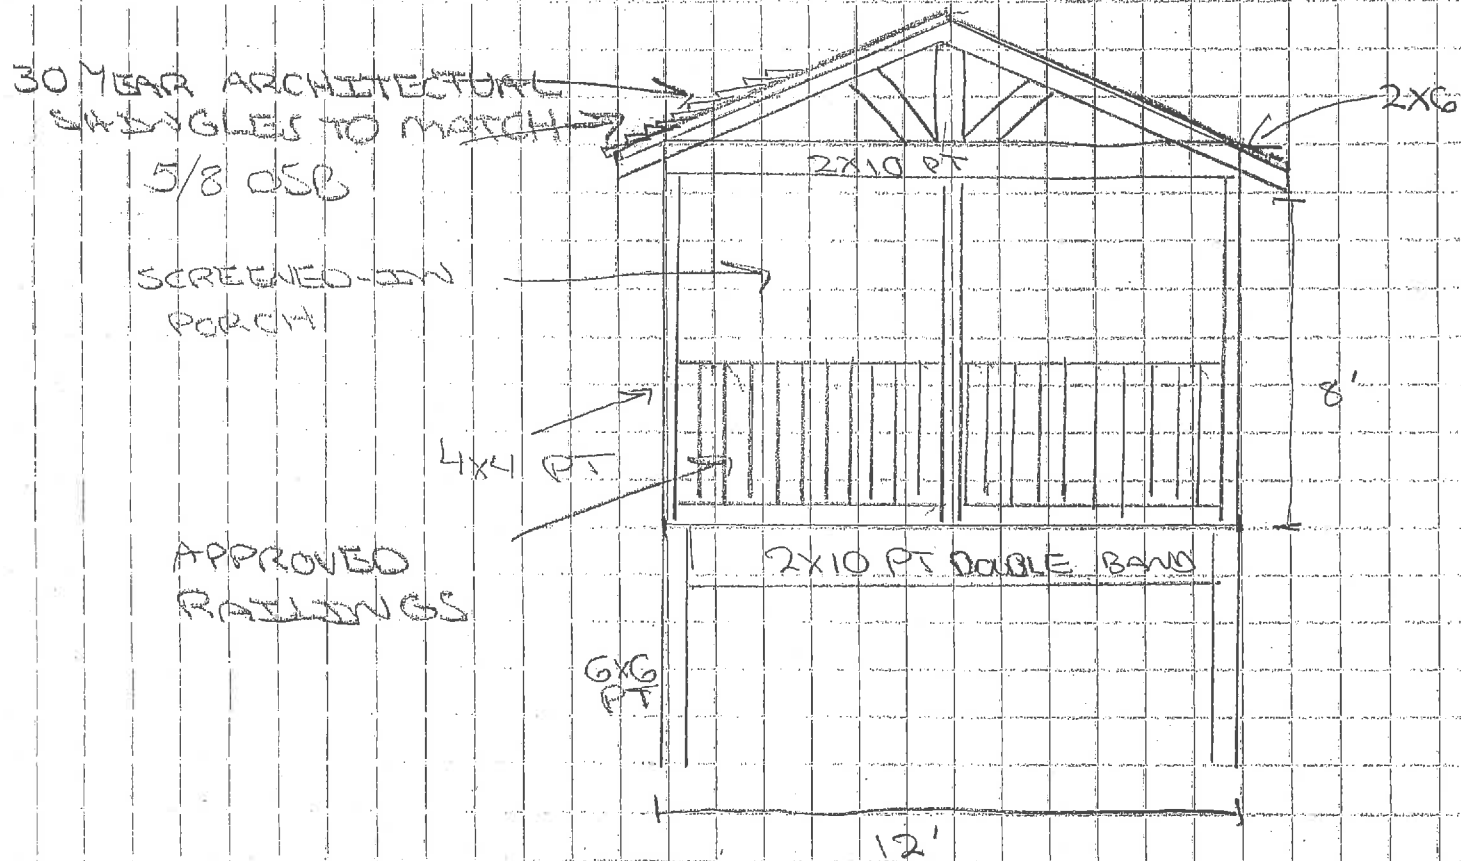 30 YEAR ARCHITECTURAL
SHINGLES TO MATCH
5/8 OSB
2X6
2X10 PT
SCREENED-IN
PORCH
8'
4X4 PT
APPROVED
RAILINGS
2X10 PT DOUBLE BAND
6X6
PT
12'